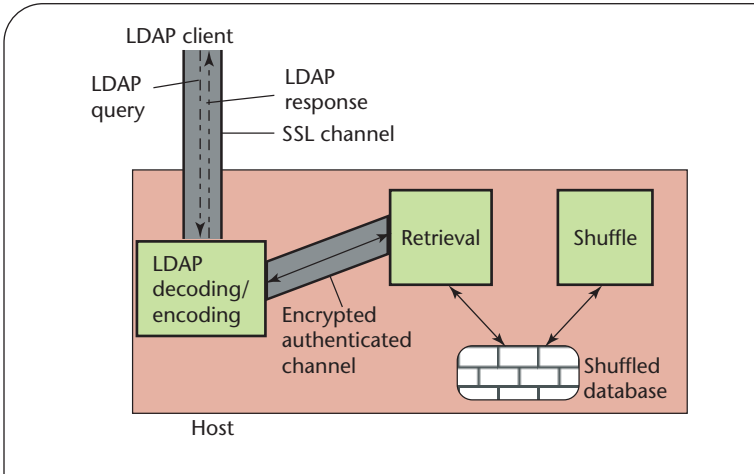 LDAP client
LDAP
query
LDAP
response
SSL channel
LDAP
decoding/
encoding
Retrieval
Shuffle
Encrypted
authenticated
channel
Shuffled
database
Host